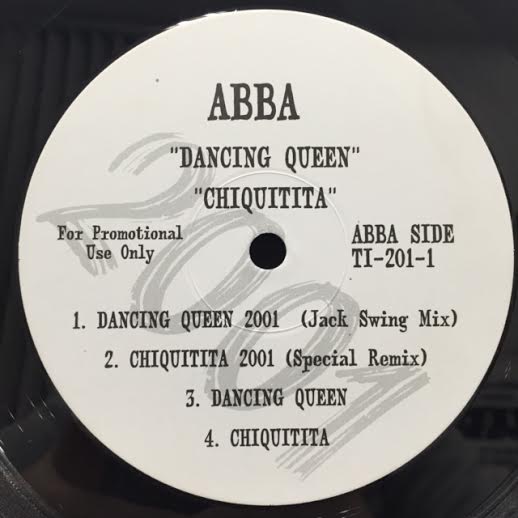 ABBA
"DANCING QUEEN"
"CHIQUITITA"
For Promotional
Use Only
ABBA SIDE
TI-201-1
2001
1. DANCING QUEEN 2001 (Jack Swing Mix)
2. CHIQUITITA 2001 (Special Remix)
3. DANCING QUEEN
4. CHIQUITITA